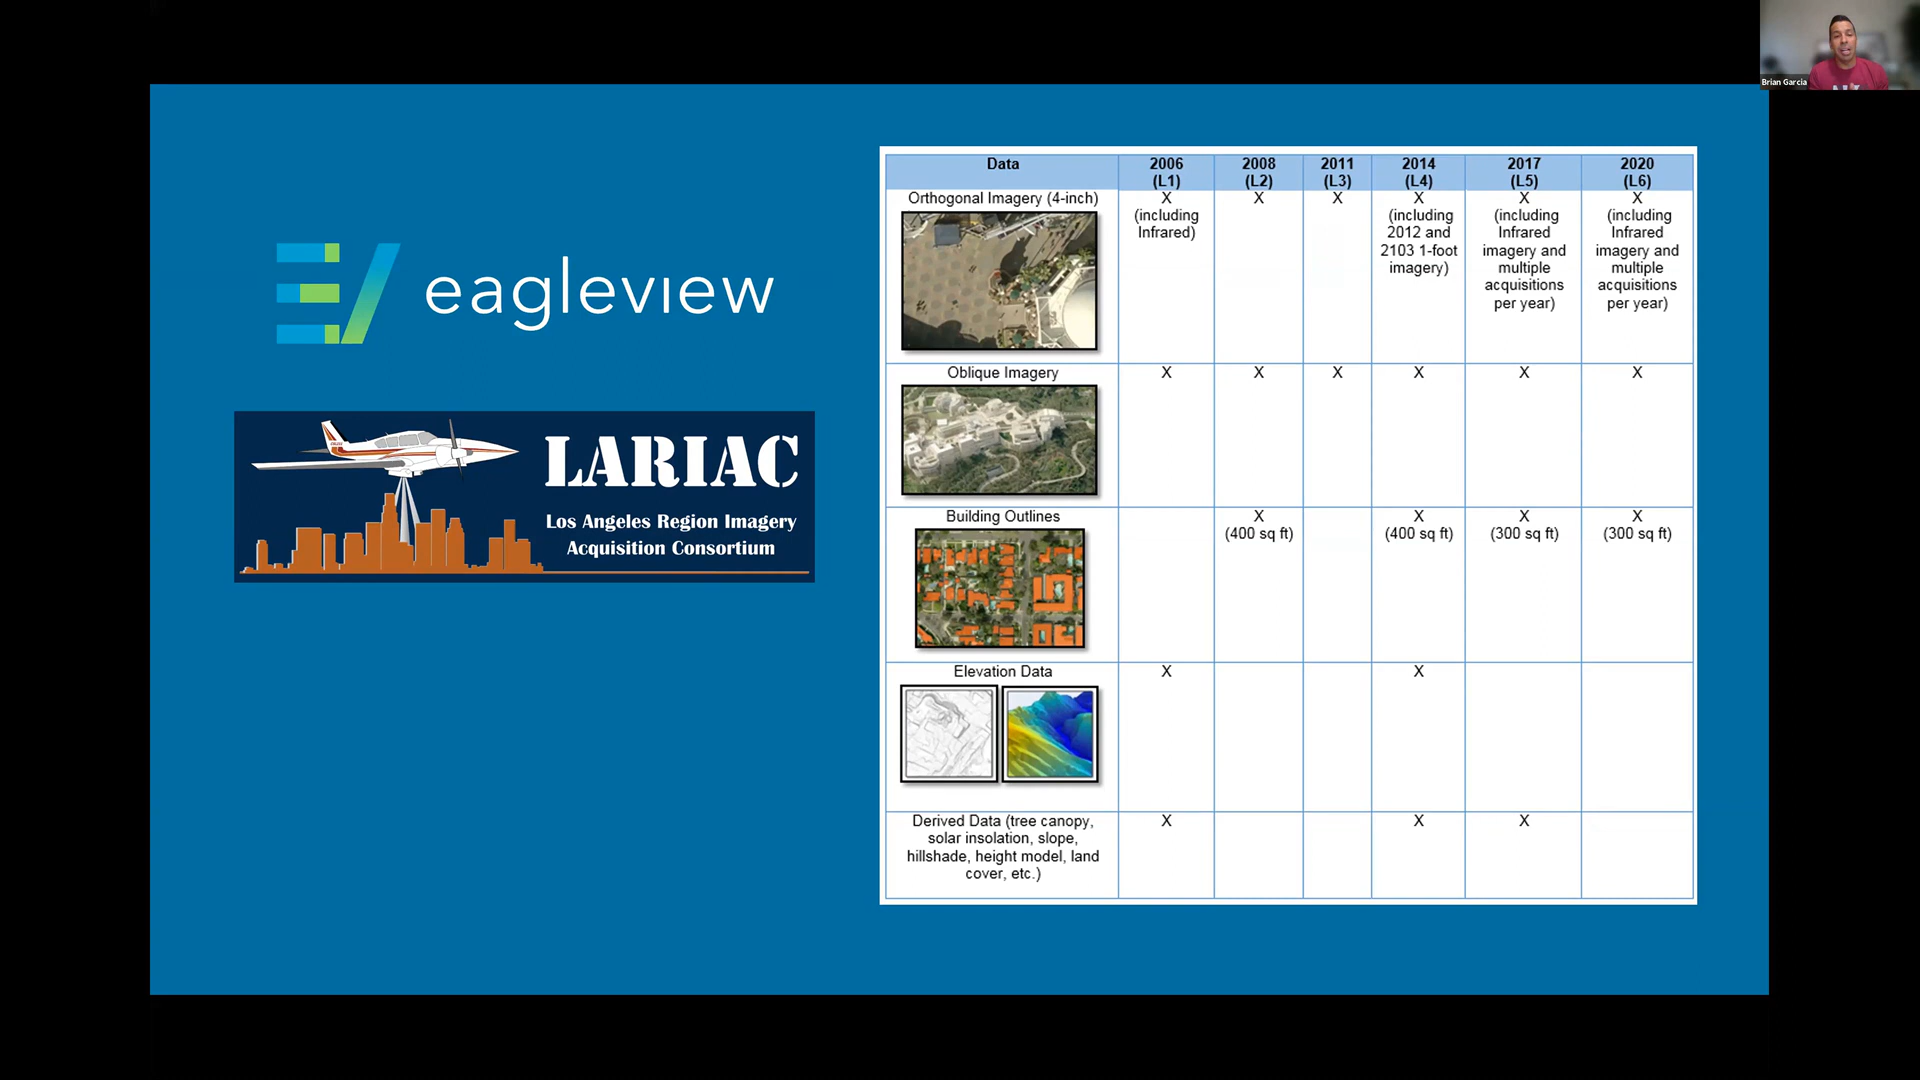 Brian Garcia
eagleview
LARIAC
Los Angeles Region Imagery
Acquisition Consortium
Data
2006
(L1)
2008
(L2)
2011
(L3)
2014
(L4)
2017
(L5)
2020
(L6)
Orthogonal Imagery (4-inch)
X
(including
Infrared)
X
X
X
(including
2012 and
2103 1-foot
imagery)
X
(including
Infrared
imagery and
multiple
acquisitions
per year)
X
(including
Infrared
imagery and
multiple
acquisitions
per year)
Oblique Imagery
X
X
X
X
X
X
Building Outlines
X
(400 sq ft)
X
(400 sq ft)
X
(300 sq ft)
X
(300 sq ft)
Elevation Data
X
X
Derived Data (tree canopy,
solar insolation, slope,
hillshade, height model, land
cover, etc.)
X
X
X